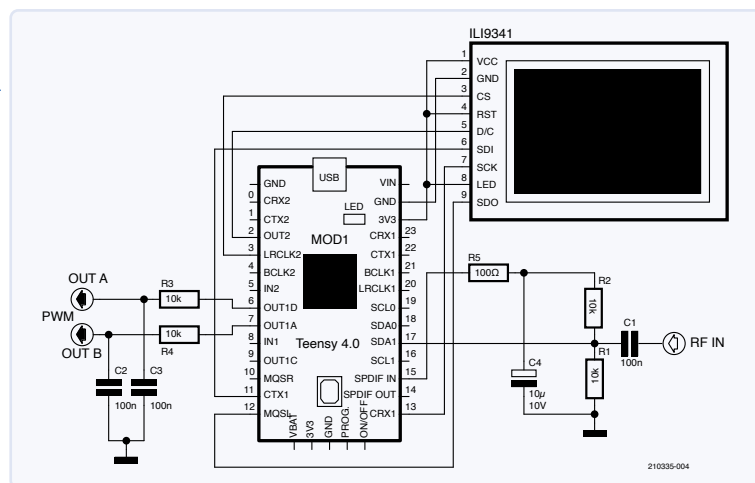 ILI9341
1 VCC
2 GND
3 CS
4 RST
5 D/C
6 SDI
7 SCK
8 LED
9 SDO
USB
LED
MOD1
Teensy 4.0
GND
0 CRX2
1 CTX2
2 OUT2
3 LRCLK2
4 BCLK2
5 IN2
6 OUT1D
7 OUT1A
8 IN1
9 OUT1C
10 MQSR
11 CTX1
12 MQSL
VIN
GND
3V3
CRX1 23
CTX1 22
BCLK1 21
LRCLK1 20
SCL0 19
SDA0 18
SDA1 17
SCL1 16
SPDIF IN 15
SPDIF OUT 14
CRX1 13
VBAT
3V3
GND
PROG.
ON/OFF
OUT A
PWM
OUT B
R3
10k
10k
R4
C2
100n
C3
100n
R5
100Ω
R2
10k
C1
100n
RF IN
R1
10k
C4
10µ
10V
210335-004